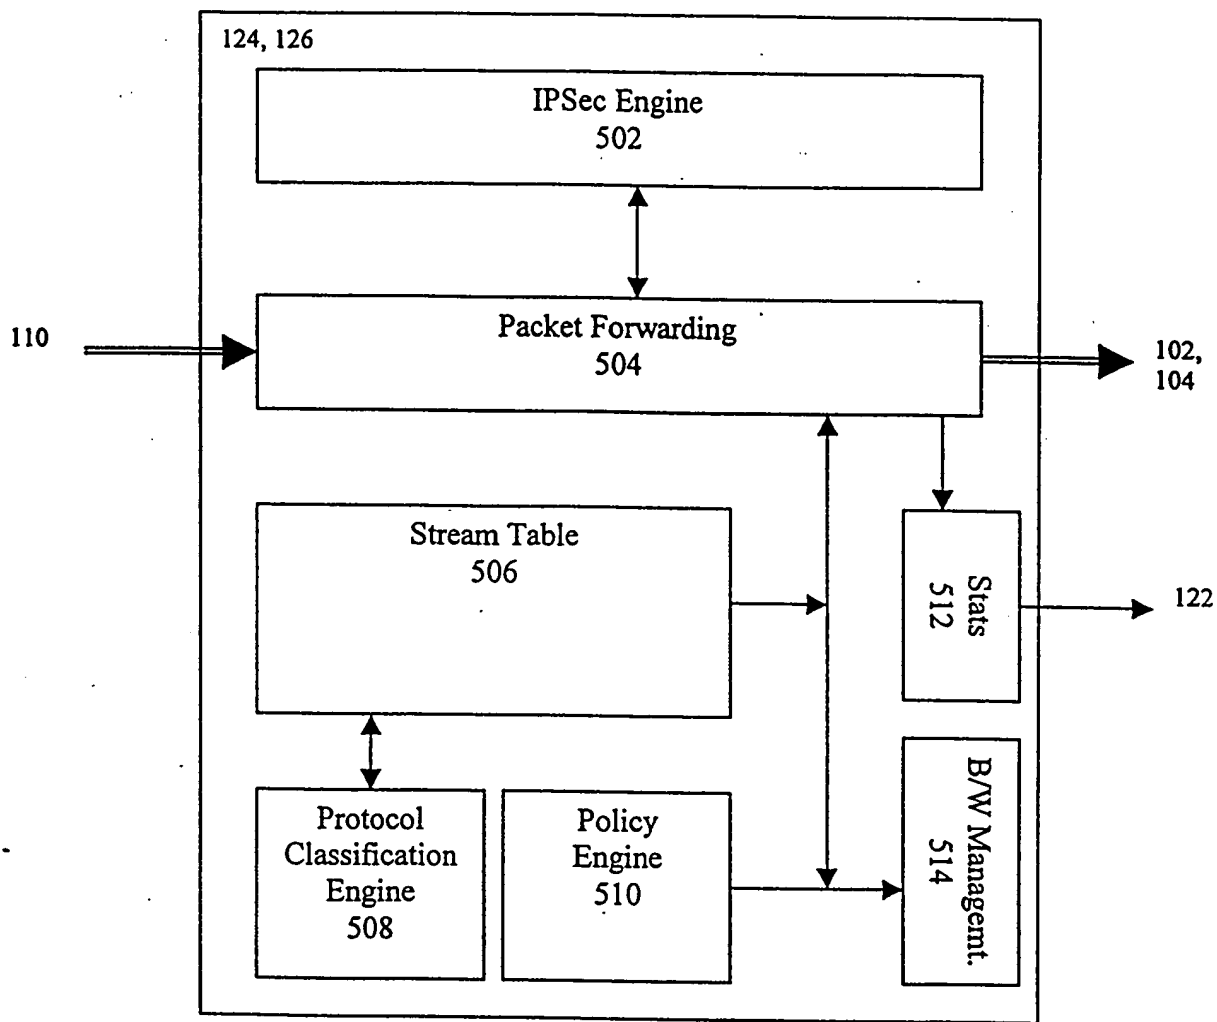 124, 126
IPSec Engine
502
110
Packet Forwarding
504
102,
104
Stream Table
506
Stats
512
122
Protocol
Classification
Engine
508
Policy
Engine
510
B/W Managemt.
514